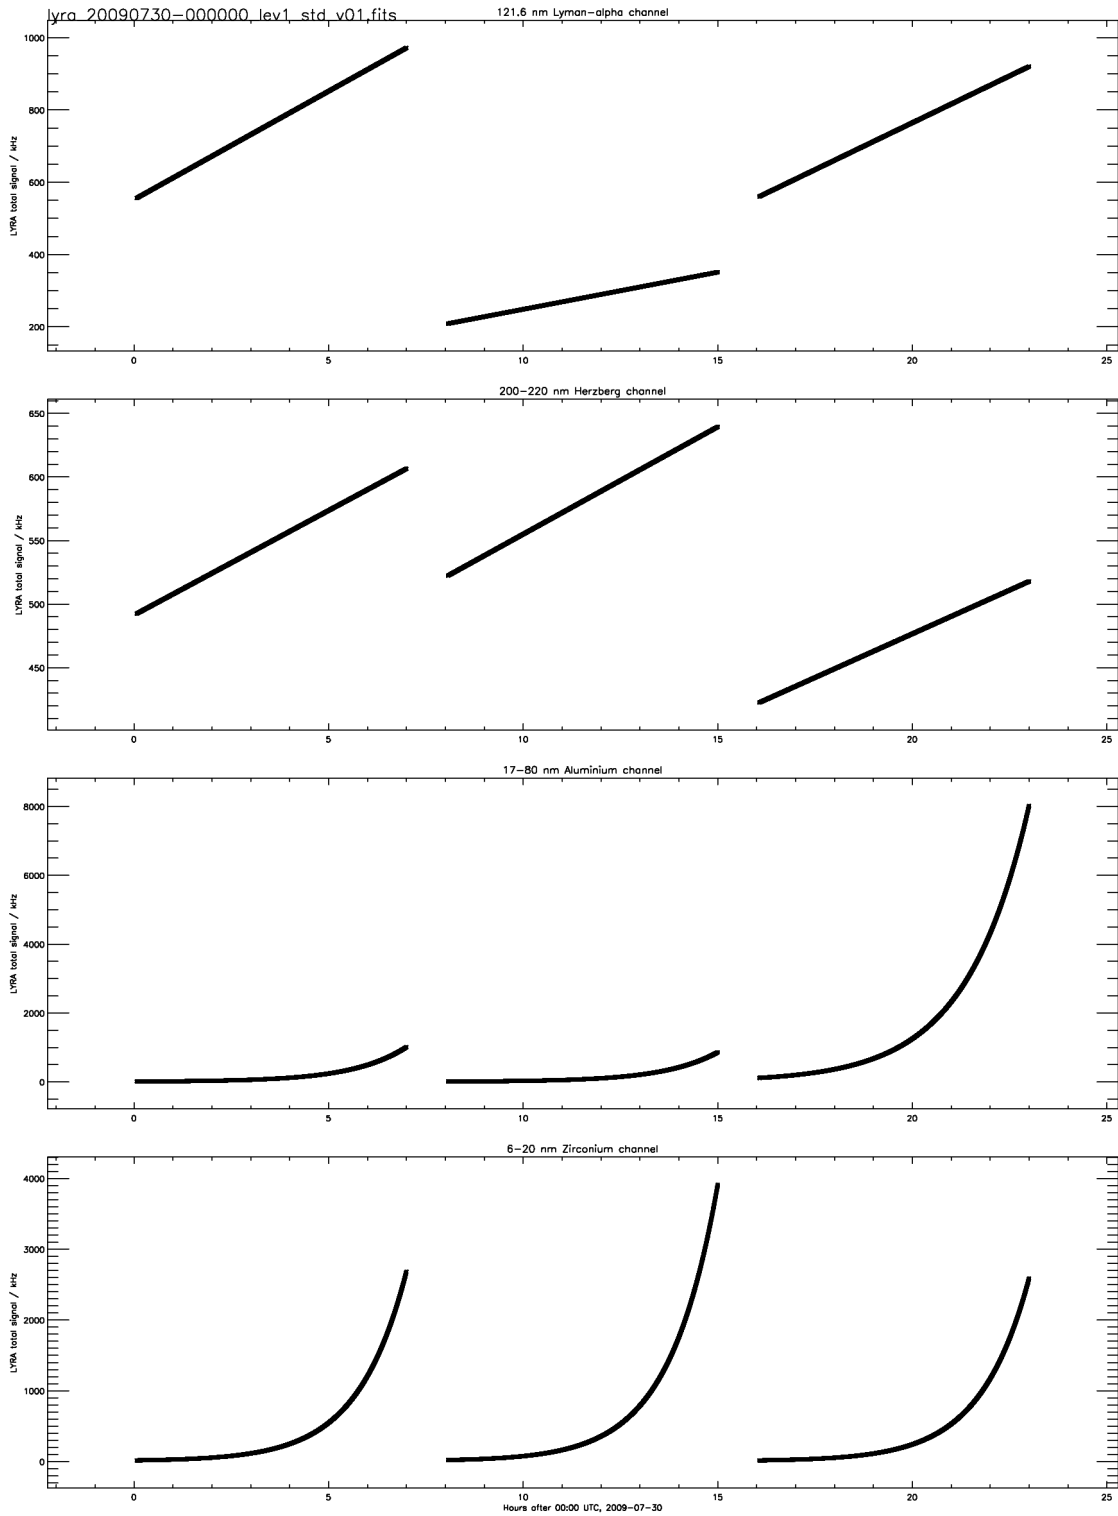 lyra_20090730-000000_lev1_std_v01.fits
121.6 nm Lyman-alpha channel
LYRA total signal / kHz
1000
800
600
400
200
0 5 10 15 20 25
200-220 nm Herzberg channel
LYRA total signal / kHz
650
600
550
500
450
0 5 10 15 20 25
17-80 nm Aluminium channel
LYRA total signal / kHz
8000
6000
4000
2000
0
0 5 10 15 20 25
6-20 nm Zirconium channel
LYRA total signal / kHz
4000
3000
2000
1000
0
0 5 10 15 20 25
Hours after 00:00 UTC, 2009-07-30